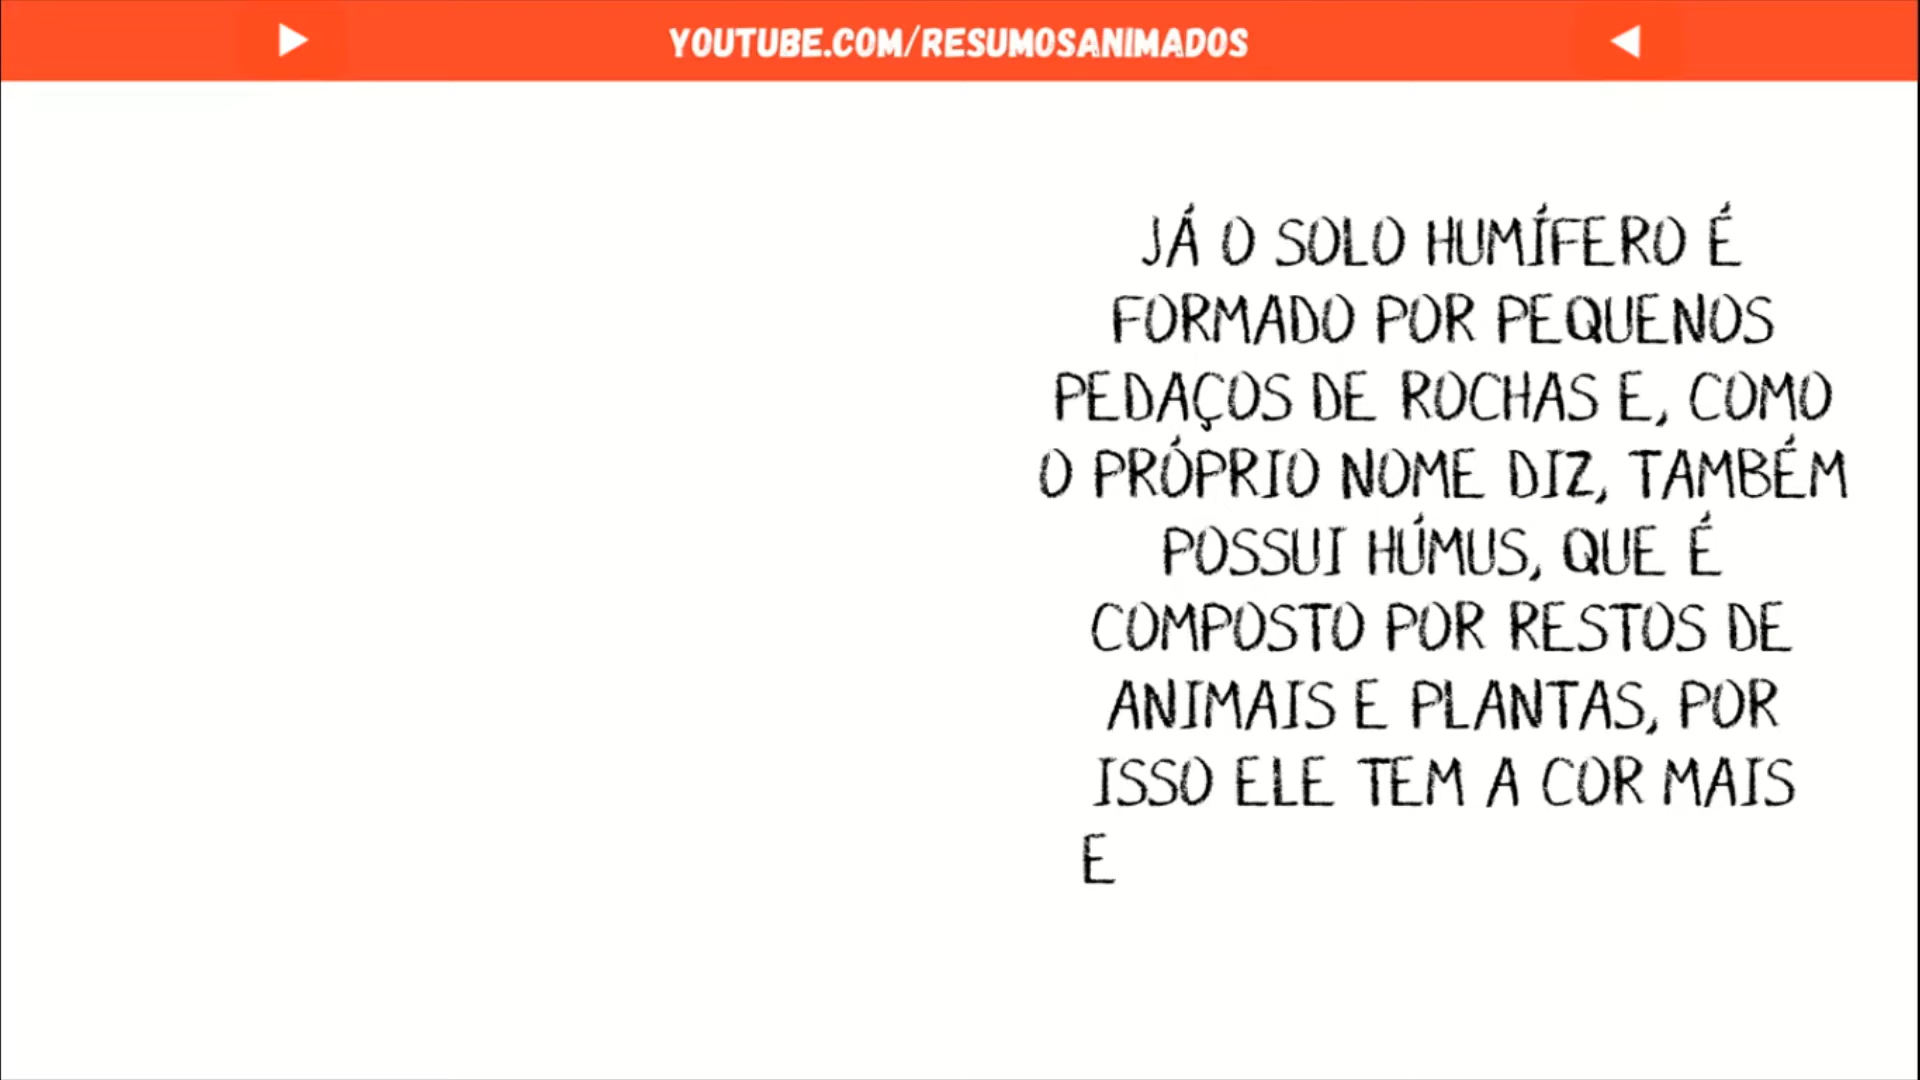 YOUTUBE.COM/RESUMOSANIMADOS
JÁ O SOLO HUMÍFERO É
FORMADO POR PEQUENOS
PEDAÇOS DE ROCHAS E, COMO
O PRÓPRIO NOME DIZ, TAMBÉM
POSSUI HÚMUS, QUE É
COMPOSTO POR RESTOS DE
ANIMAIS E PLANTAS, POR
ISSO ELE TEM A COR MAIS
E